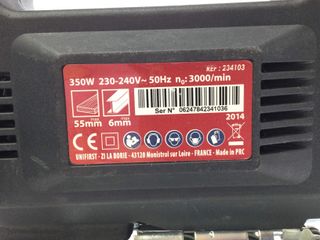 REF : 234103
350W 230-240V~ 50Hz n₀:3000/min
Ser N° 06247842341036
55mm 6mm
2014
CE
UNIFIRST - ZI LA BORIE - 43120 Monistrol sur Loire - FRANCE - Made in PRC